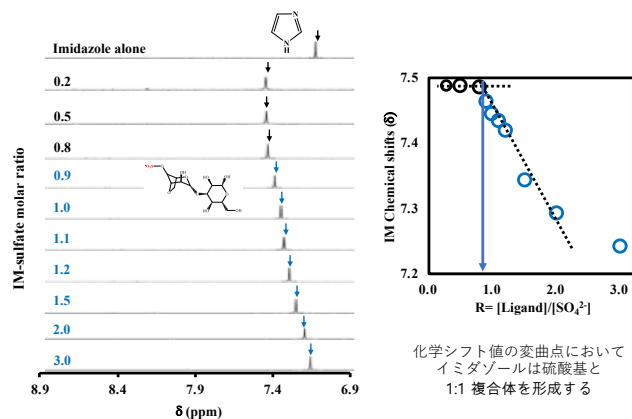 N
N
H
Imidazole alone
0.2
0.5
0.8
0.9
1.0
1.1
1.2
1.5
2.0
3.0
IM-sulfate molar ratio
8.9 8.4 7.9 7.4 6.9
δ (ppm)
7.5
7.4
7.3
7.2
IM Chemical shifts (δ)
0.0 1.0 2.0 3.0
R= [Ligand]/[SO₄²⁻]
化学シフト値の変曲点において
イミダゾールは硫酸基と
1:1 複合体を形成する